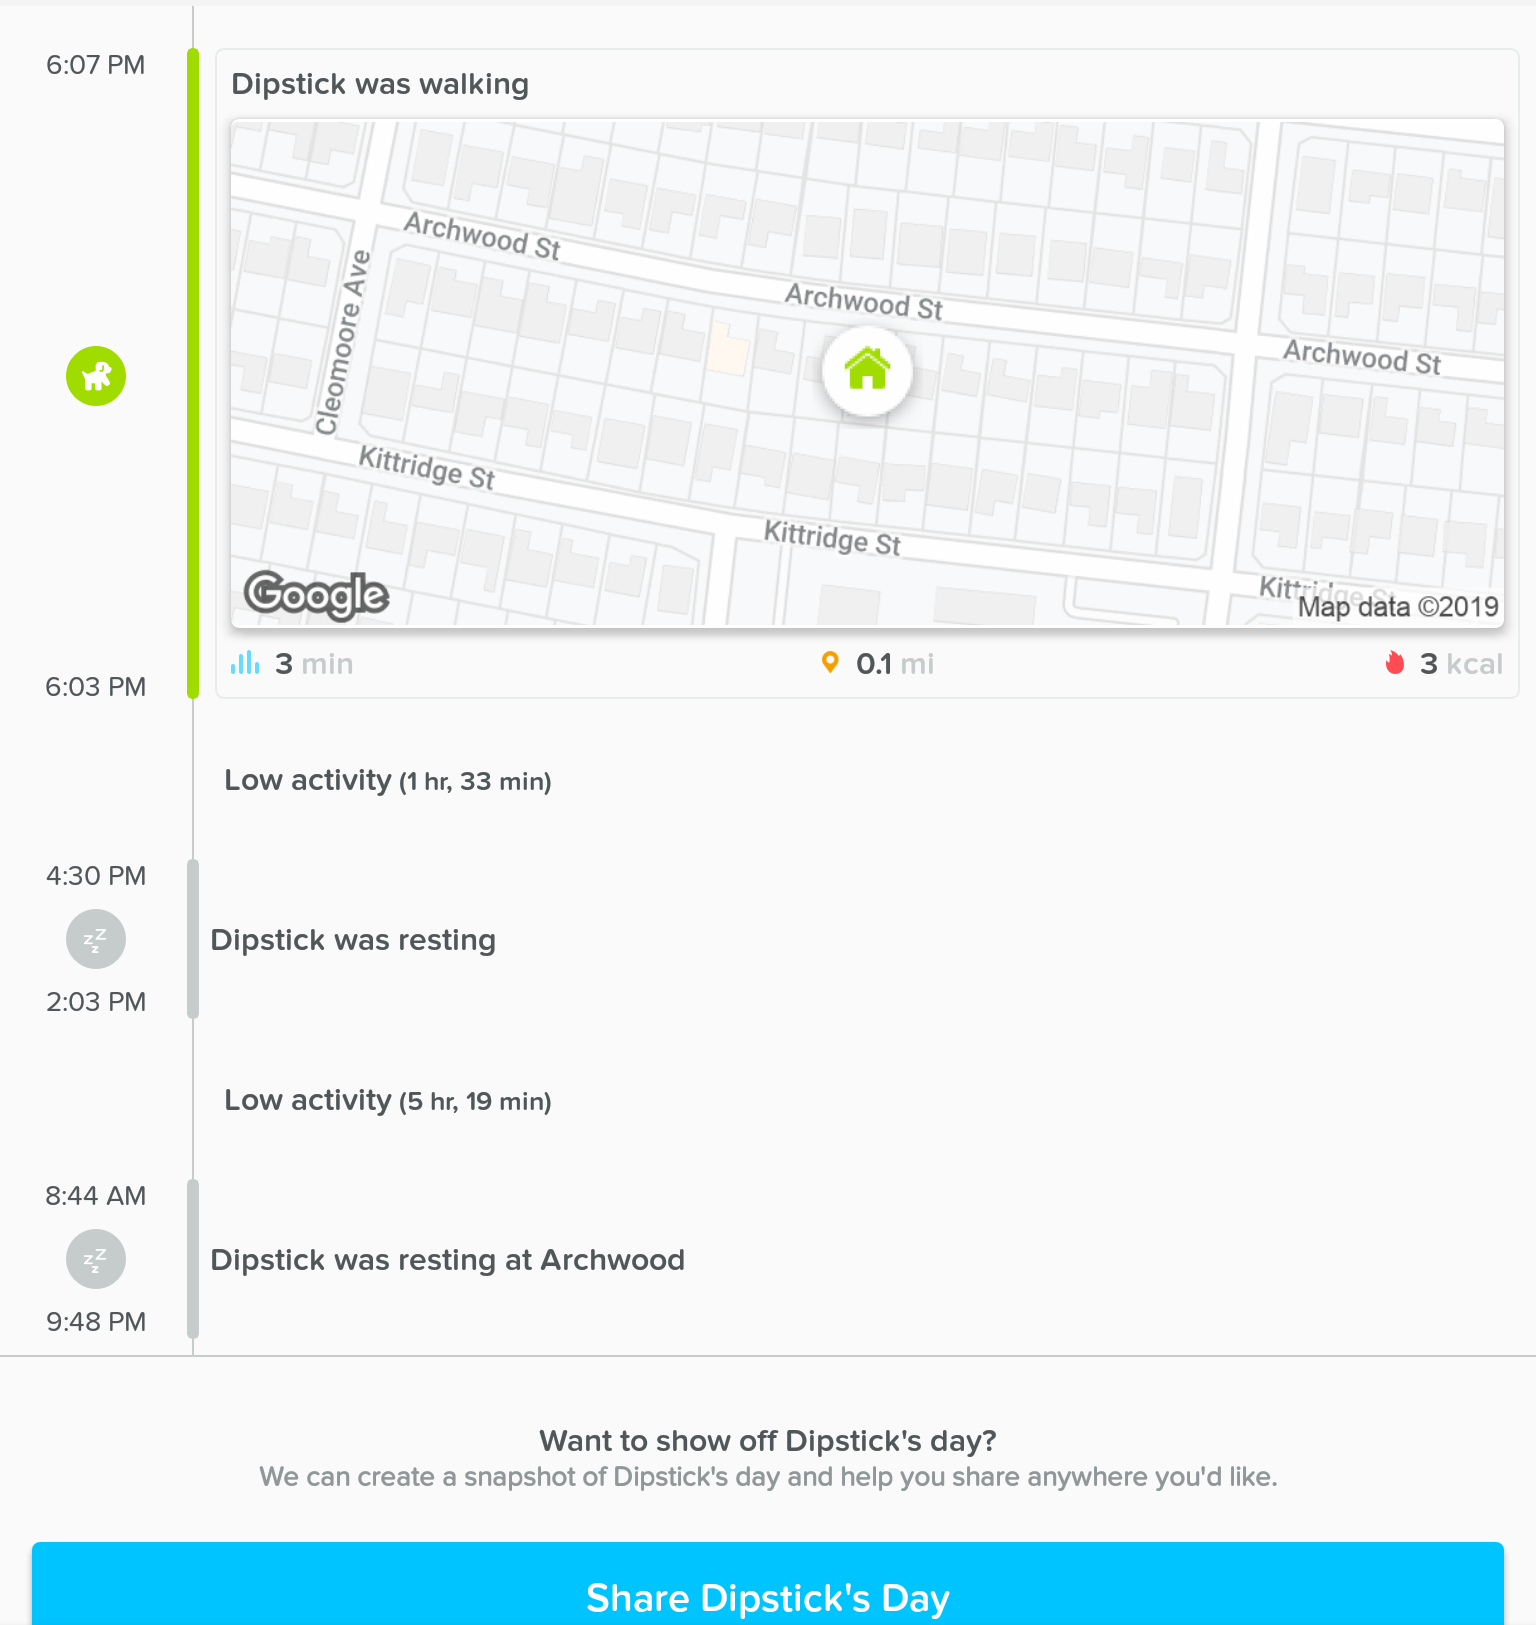 6:07 PM
Dipstick was walking
Archwood St
Archwood St
Archwood St
Cleomoore Ave
Kittridge St
Kittridge St
Kittridge St
Google
Map data ©2019
3 min
0.1 mi
3 kcal
6:03 PM
Low activity (1 hr, 33 min)
4:30 PM
zzz
Dipstick was resting
2:03 PM
Low activity (5 hr, 19 min)
8:44 AM
zzz
Dipstick was resting at Archwood
9:48 PM
Want to show off Dipstick's day?
We can create a snapshot of Dipstick's day and help you share anywhere you'd like.
Share Dipstick's Day